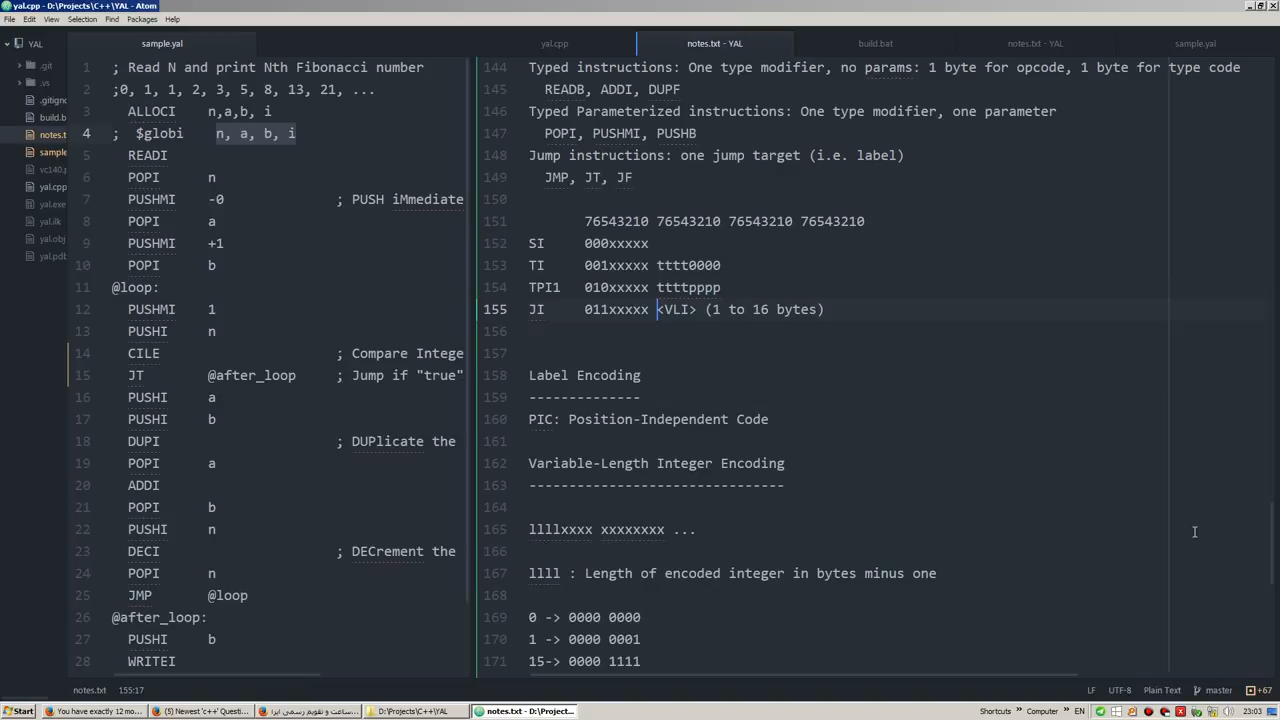 yal.cpp - D:\Projects\C++\YAL - Atom
File Edit View Selection Find Packages Help
YAL
.git
.vs
.gitign
build.b
notes.t
sample
vc140.p
yal.cpp
yal.exe
yal.ilk
yal.obj
yal.pdb
sample.yal
1 ; Read N and print Nth Fibonacci number
2 ;0, 1, 1, 2, 3, 5, 8, 13, 21, ...
3 ALLOCI n,a,b, i
4 ; $globi n, a, b, i
5 READI
6 POPI n
7 PUSHMI -0 ; PUSH iMmediate
8 POPI a
9 PUSHMI +1
10 POPI b
11 @loop:
12 PUSHMI 1
13 PUSHI n
14 CILE ; Compare Intege
15 JT @after_loop ; Jump if "true"
16 PUSHI a
17 PUSHI b
18 DUPI ; DUPlicate the
19 POPI a
20 ADDI
21 POPI b
22 PUSHI n
23 DECI ; DECrement the
24 POPI n
25 JMP @loop
26 @after_loop:
27 PUSHI b
28 WRITEI
yal.cpp notes.txt - YAL build.bat notes.txt - YAL sample.yal
144 Typed instructions: One type modifier, no params: 1 byte for opcode, 1 byte for type code
145 READB, ADDI, DUPF
146 Typed Parameterized instructions: One type modifier, one parameter
147 POPI, PUSHMI, PUSHB
148 Jump instructions: one jump target (i.e. label)
149 JMP, JT, JF
150
151 76543210 76543210 76543210 76543210
152 SI 000xxxxx
153 TI 001xxxxx tttt0000
154 TPI1 010xxxxx ttttpppp
155 JI 011xxxxx <VLI> (1 to 16 bytes)
156
157
158 Label Encoding
159 --------------
160 PIC: Position-Independent Code
161
162 Variable-Length Integer Encoding
163 --------------------------------
164
165 llllxxxx xxxxxxxx ...
166
167 llll : Length of encoded integer in bytes minus one
168
169 0 -> 0000 0000
170 1 -> 0000 0001
171 15-> 0000 1111
notes.txt 155:17 LF UTF-8 Plain Text master +67
Start You have exactly 12 mo... (5) Newest 'c++' Questi... ساعت و تقویم رسمی ایرا... D:\Projects\C++\YAL notes.txt - D:\Project... Shortcuts » Computer » EN 23:03